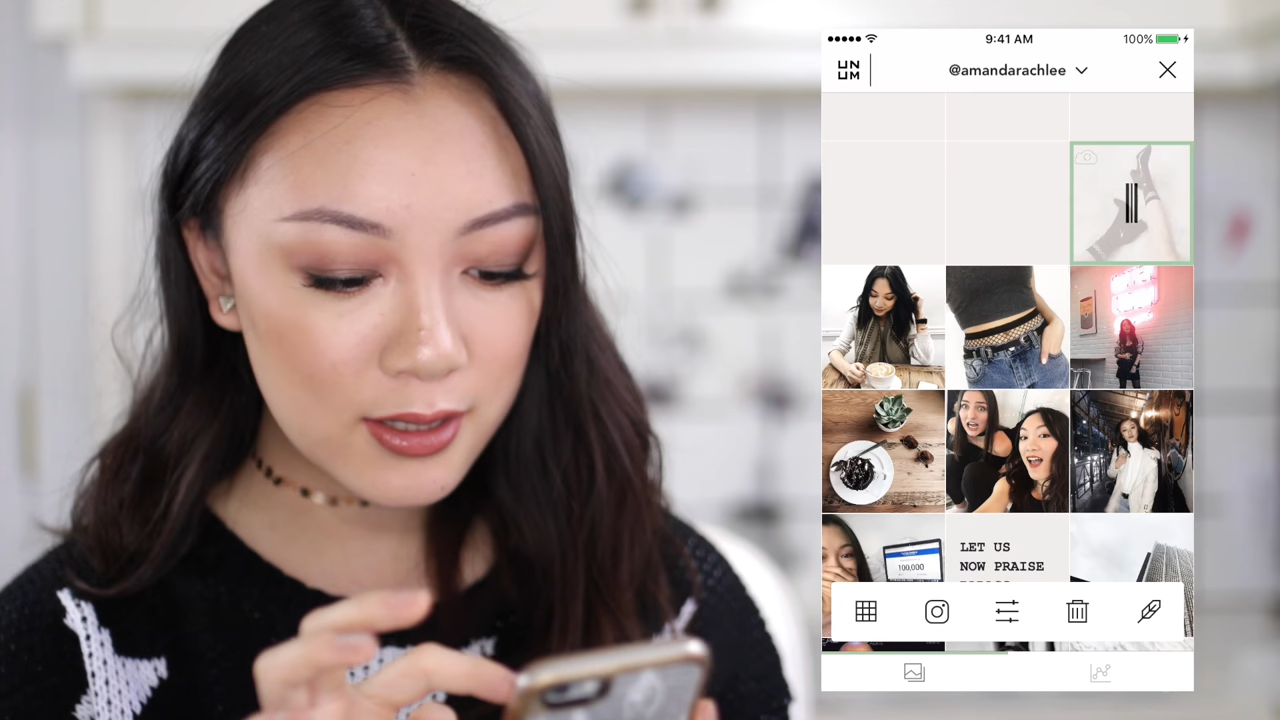 9:41 AM
100%
UN
UM
@amandarachlee
100,000
LET US
NOW PRAISE